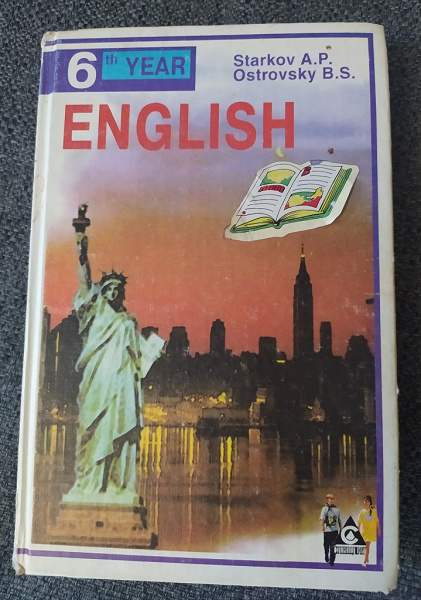 6th YEAR
Starkov A.P.
Ostrovsky B.S.
ENGLISH